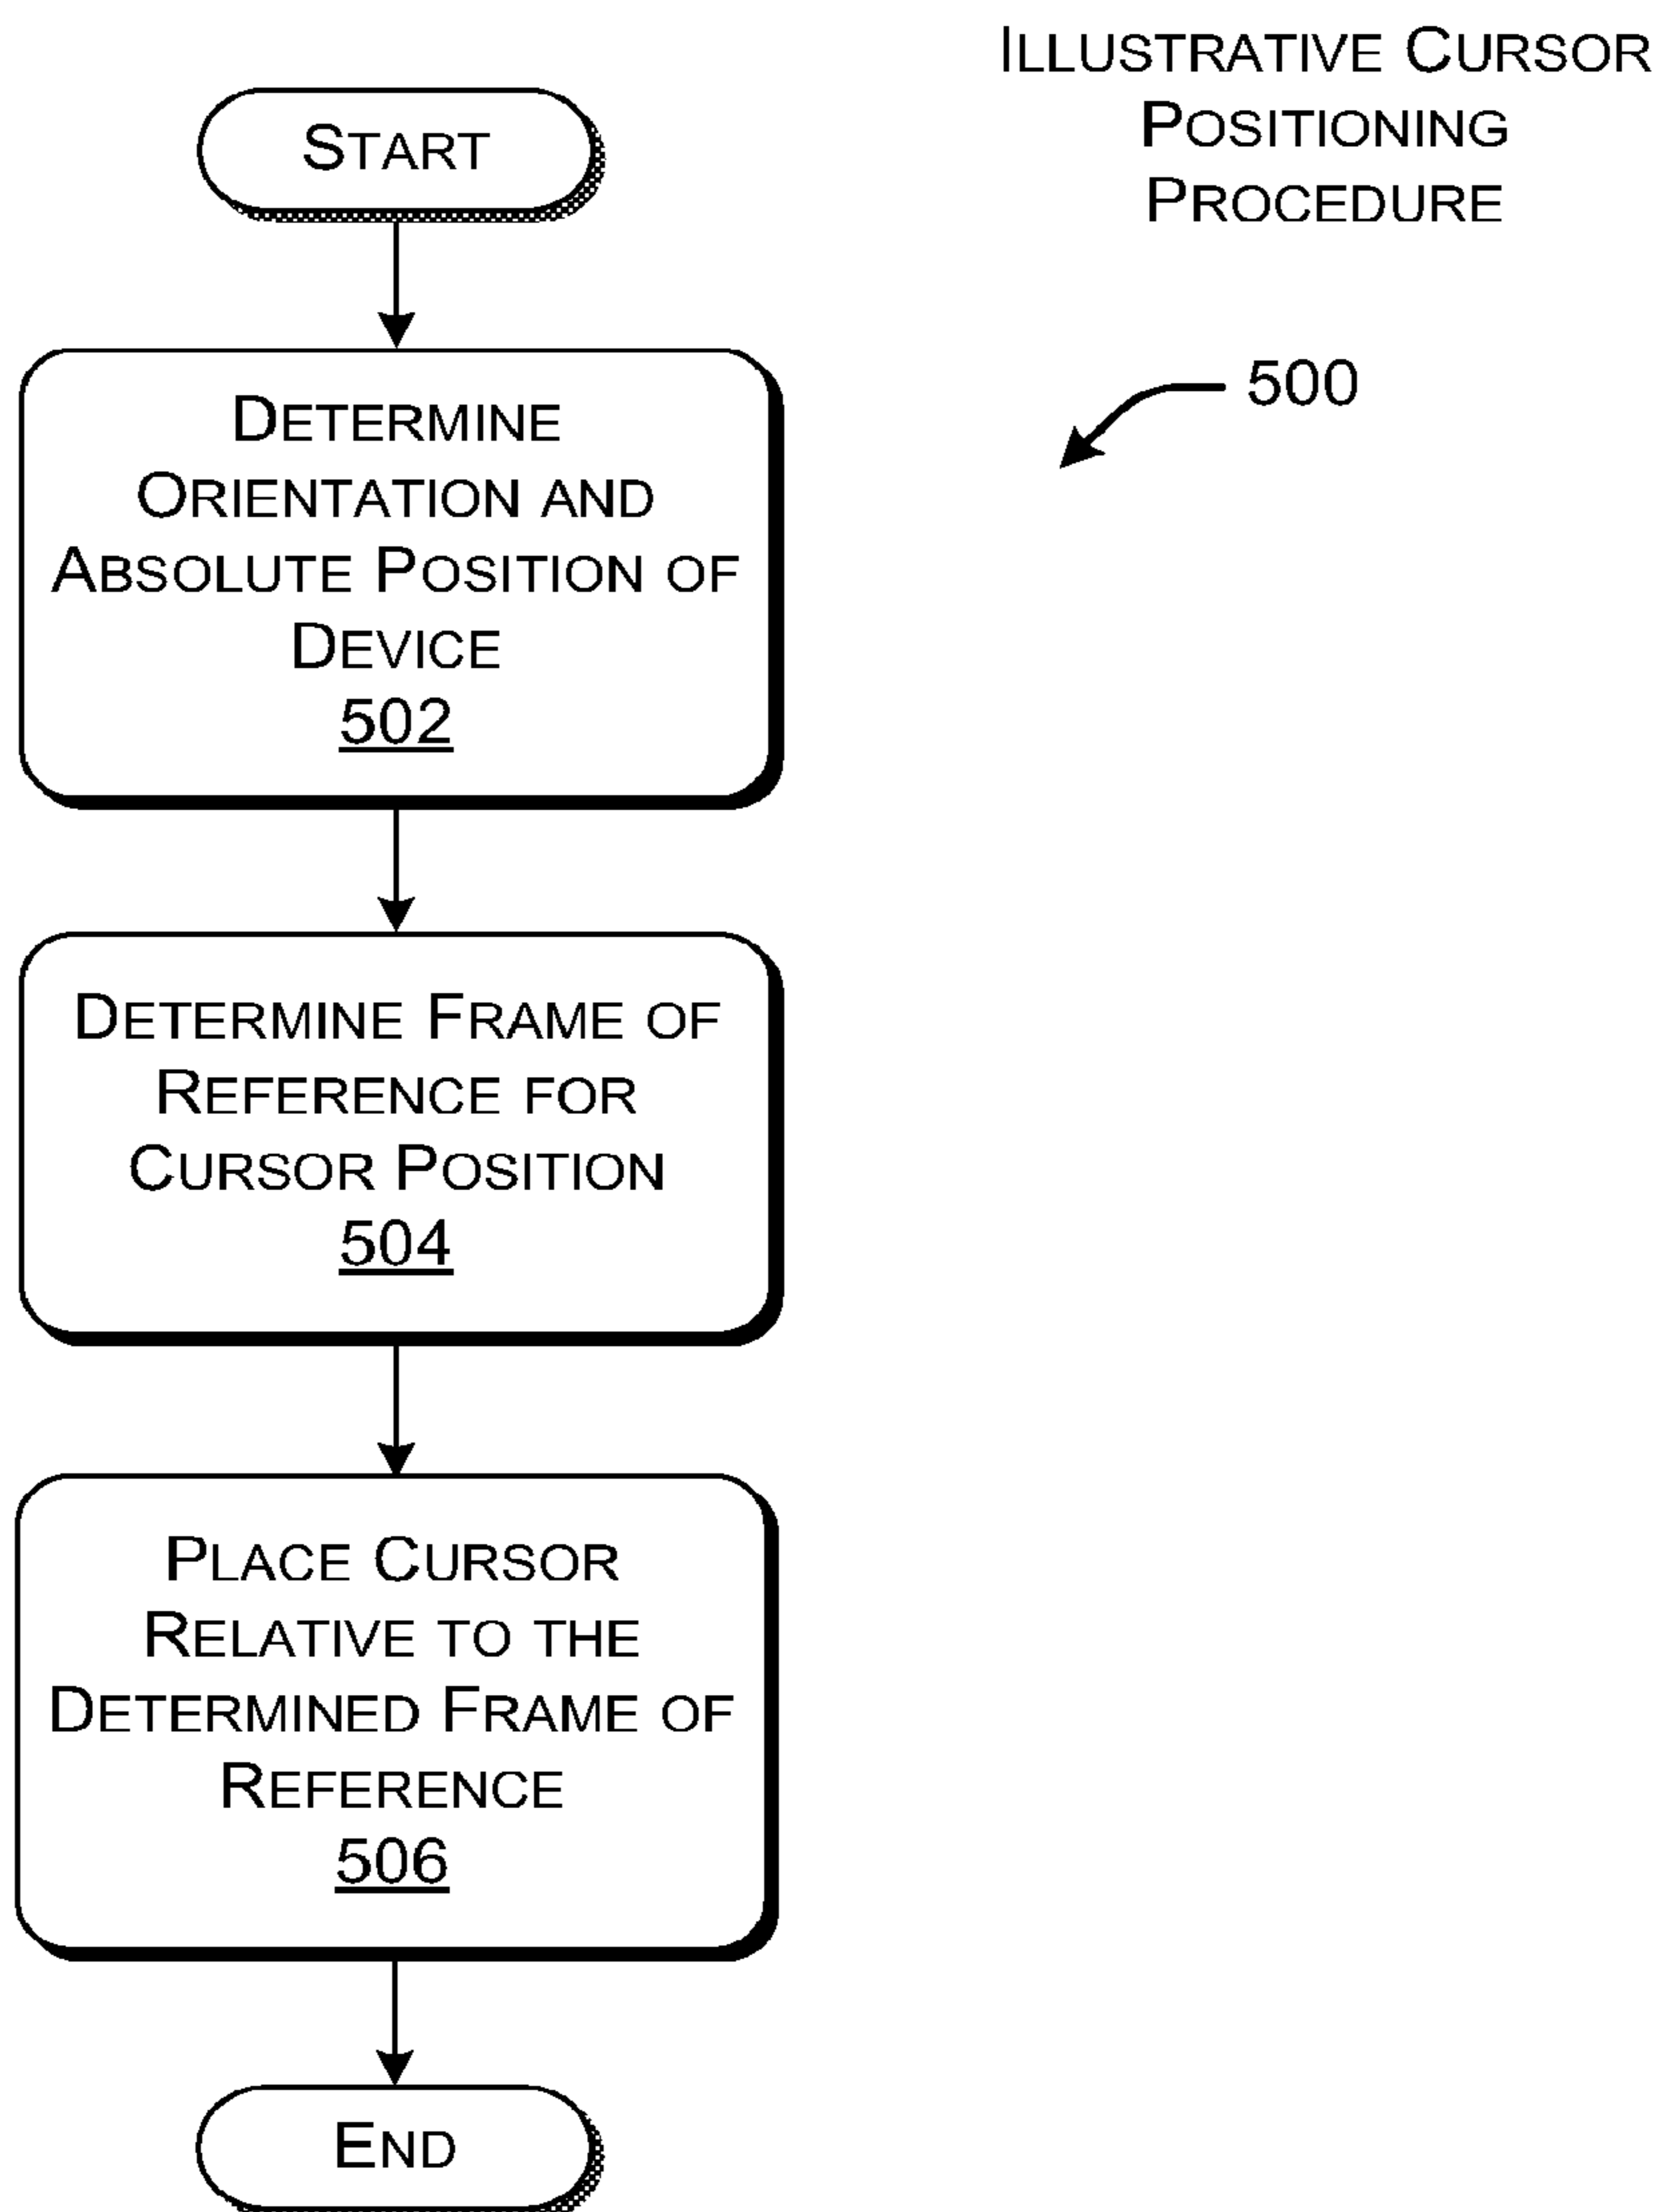 ILLUSTRATIVE CURSOR
POSITIONING
PROCEDURE
500
START
DETERMINE
ORIENTATION AND
ABSOLUTE POSITION OF
DEVICE
502
DETERMINE FRAME OF
REFERENCE FOR
CURSOR POSITION
504
PLACE CURSOR
RELATIVE TO THE
DETERMINED FRAME OF
REFERENCE
506
END